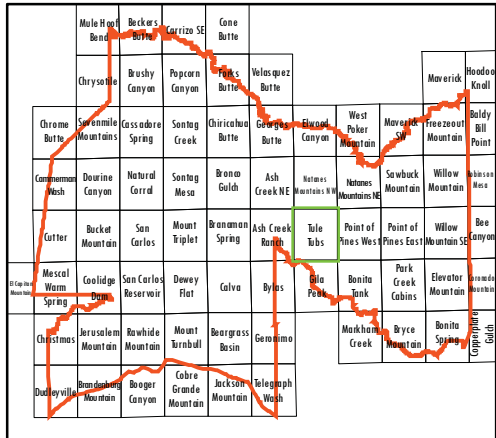 Mule Hoof
Bend
Beckers
Butte
Carrizo SE
Cone
Butte
Chrysotile
Brushy
Canyon
Popcorn
Canyon
Forks
Butte
Velasquez
Butte
Maverick
Hoodoo
Knoll
Chrome
Butte
Sevenmile
Mountains
Cassadore
Spring
Sontag
Creek
Chiricahua
Butte
Georges
Butte
Elwood
Canyon
West
Poker
Mountain
Maverick
SW
Freezeout
Mountain
Baldy
Bill
Point
Cammerman
Wash
Dourine
Canyon
Natural
Corral
Sontag
Mesa
Bronco
Gulch
Ash
Creek NE
Natanes
Mountains NW
Natanes
Mountains NE
Sawbuck
Mountain
Willow
Mountain
Robinson
Mesa
Cutter
Bucket
Mountain
San
Carlos
Mount
Triplet
Branaman
Spring
Ash Creek
Ranch
Tule
Tubs
Point of
Pines West
Point of
Pines East
Willow
Mountain SE
Bee
Canyon
El Capitan
Mountain
Mescal
Warm
Spring
Coolidge
Dam
San Carlos
Reservoir
Dewey
Flat
Calva
Bylas
Gila
Peak
Bonita
Tank
Park
Creek
Cabins
Elevator
Mountain
Coronado
Mountain
Christmas
Jerusalem
Mountain
Rawhide
Mountain
Mount
Turnbull
Beargrass
Basin
Geronimo
Markham
Creek
Bryce
Mountain
Bonita
Spring
Copperplate
Gulch
Dudleyville
Brandenburg
Mountain
Booger
Canyon
Cobre
Grande
Mountain
Jackson
Mountain
Telegraph
Wash